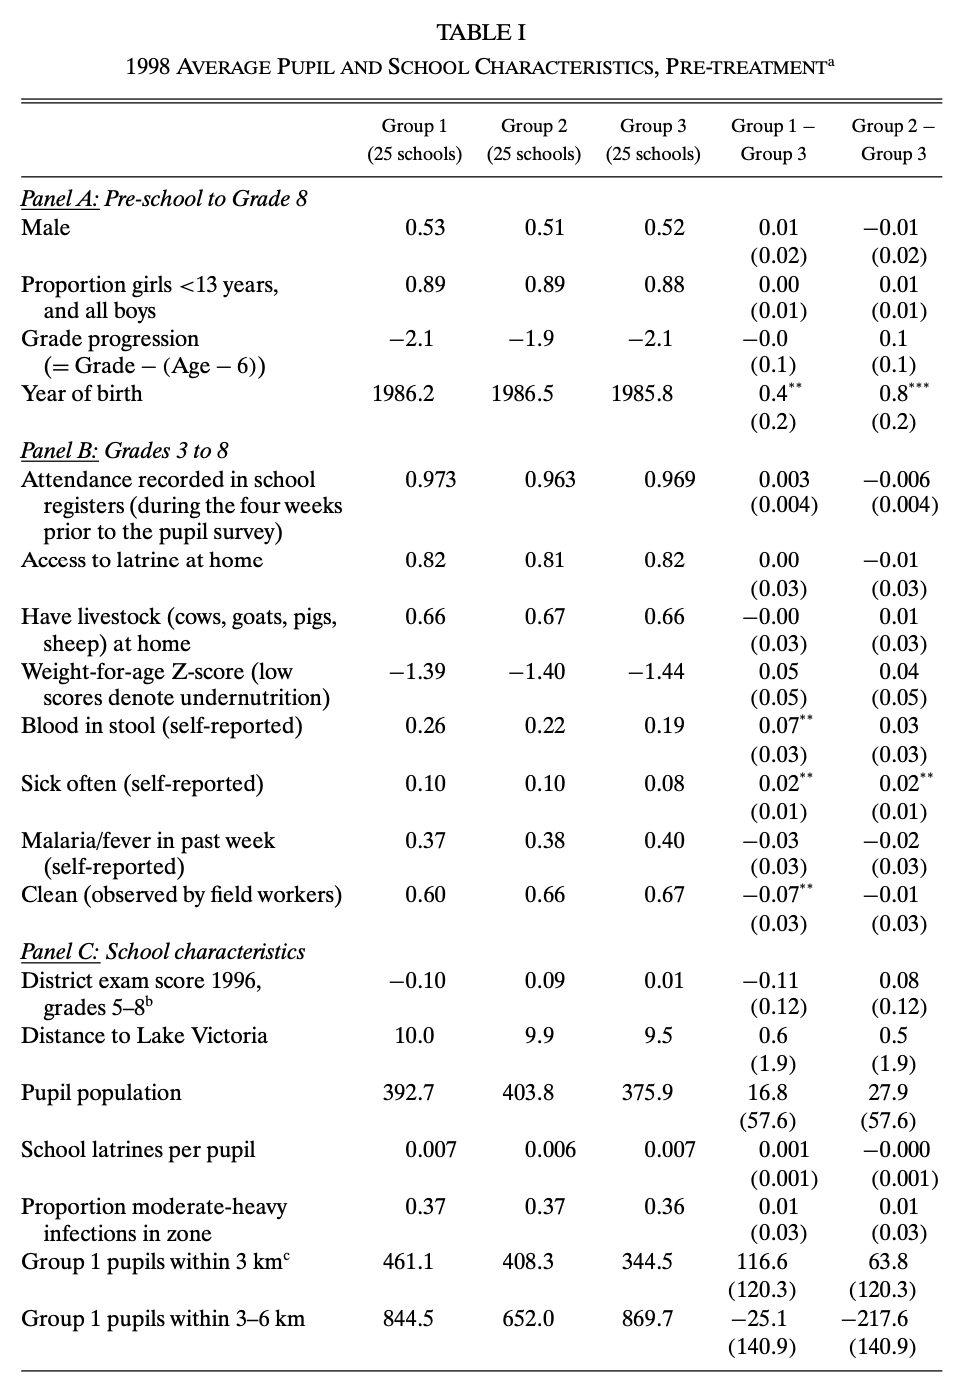 TABLE I
1998 AVERAGE PUPIL AND SCHOOL CHARACTERISTICS, PRE-TREATMENTᵃ
Group 1 Group 2 Group 3 Group 1 – Group 2 –
(25 schools) (25 schools) (25 schools) Group 3 Group 3
Panel A: Pre-school to Grade 8
Male 0.53 0.51 0.52 0.01 −0.01
(0.02) (0.02)
Proportion girls <13 years, 0.89 0.89 0.88 0.00 0.01
and all boys (0.01) (0.01)
Grade progression −2.1 −1.9 −2.1 −0.0 0.1
(= Grade − (Age − 6)) (0.1) (0.1)
Year of birth 1986.2 1986.5 1985.8 0.4** 0.8***
(0.2) (0.2)
Panel B: Grades 3 to 8
Attendance recorded in school 0.973 0.963 0.969 0.003 −0.006
registers (during the four weeks (0.004) (0.004)
prior to the pupil survey)
Access to latrine at home 0.82 0.81 0.82 0.00 −0.01
(0.03) (0.03)
Have livestock (cows, goats, pigs, 0.66 0.67 0.66 −0.00 0.01
sheep) at home (0.03) (0.03)
Weight-for-age Z-score (low −1.39 −1.40 −1.44 0.05 0.04
scores denote undernutrition) (0.05) (0.05)
Blood in stool (self-reported) 0.26 0.22 0.19 0.07** 0.03
(0.03) (0.03)
Sick often (self-reported) 0.10 0.10 0.08 0.02** 0.02**
(0.01) (0.01)
Malaria/fever in past week 0.37 0.38 0.40 −0.03 −0.02
(self-reported) (0.03) (0.03)
Clean (observed by field workers) 0.60 0.66 0.67 −0.07** −0.01
(0.03) (0.03)
Panel C: School characteristics
District exam score 1996, −0.10 0.09 0.01 −0.11 0.08
grades 5–8ᵇ (0.12) (0.12)
Distance to Lake Victoria 10.0 9.9 9.5 0.6 0.5
(1.9) (1.9)
Pupil population 392.7 403.8 375.9 16.8 27.9
(57.6) (57.6)
School latrines per pupil 0.007 0.006 0.007 0.001 −0.000
(0.001) (0.001)
Proportion moderate-heavy 0.37 0.37 0.36 0.01 0.01
infections in zone (0.03) (0.03)
Group 1 pupils within 3 kmᶜ 461.1 408.3 344.5 116.6 63.8
(120.3) (120.3)
Group 1 pupils within 3–6 km 844.5 652.0 869.7 −25.1 −217.6
(140.9) (140.9)